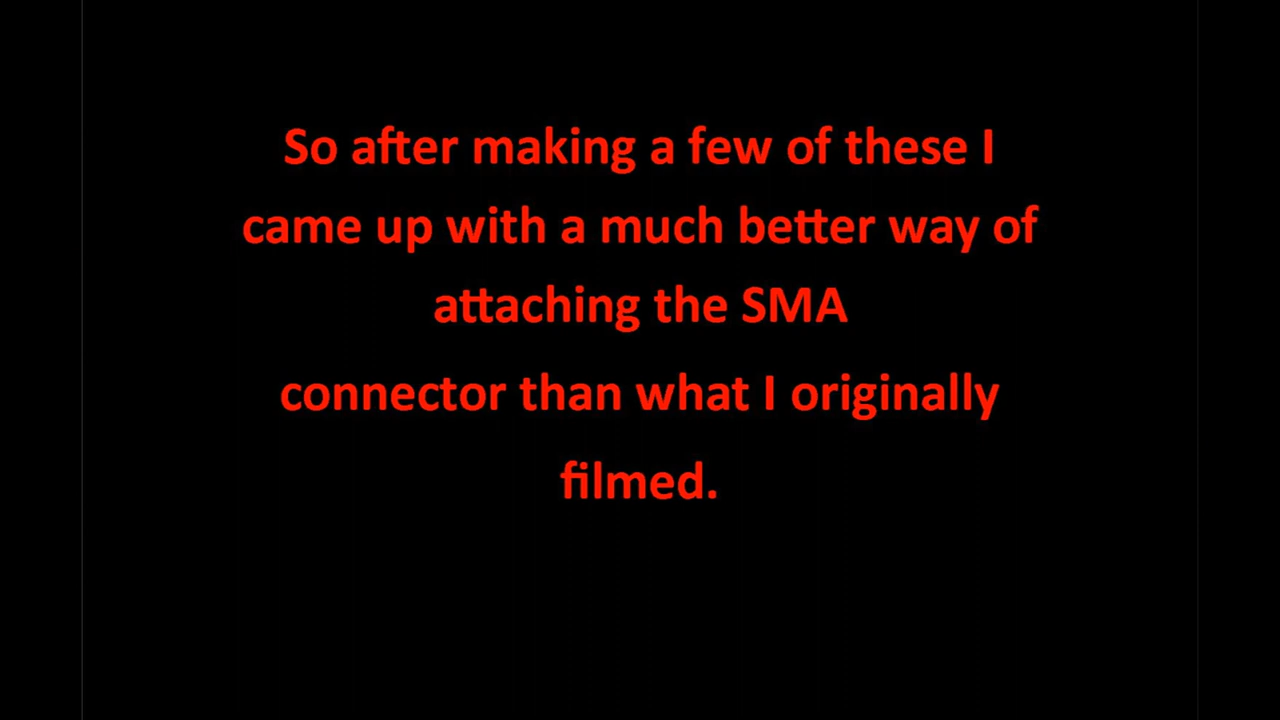 So after making a few of these I
came up with a much better way of
attaching the SMA
connector than what I originally
filmed.